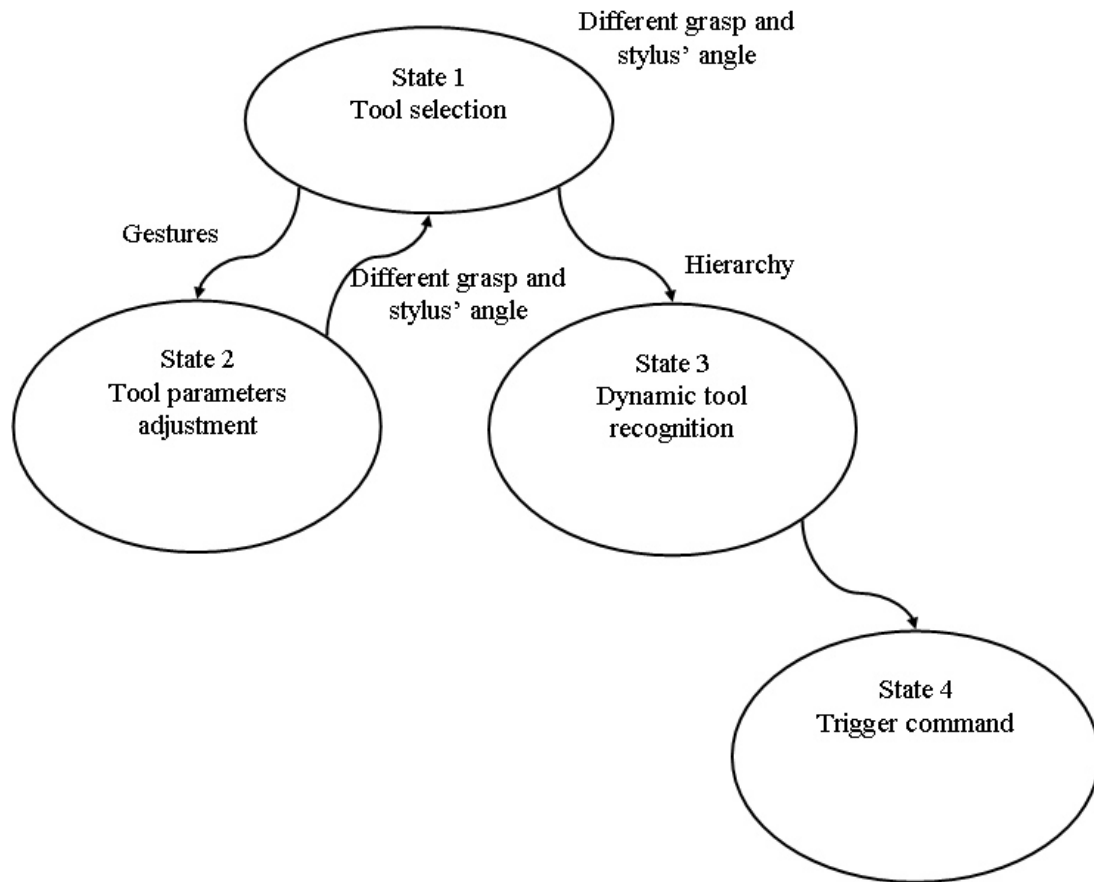 Different grasp and
stylus’ angle
State 1
Tool selection
Gestures
Different grasp and
stylus’ angle
Hierarchy
State 2
Tool parameters
adjustment
State 3
Dynamic tool
recognition
State 4
Trigger command